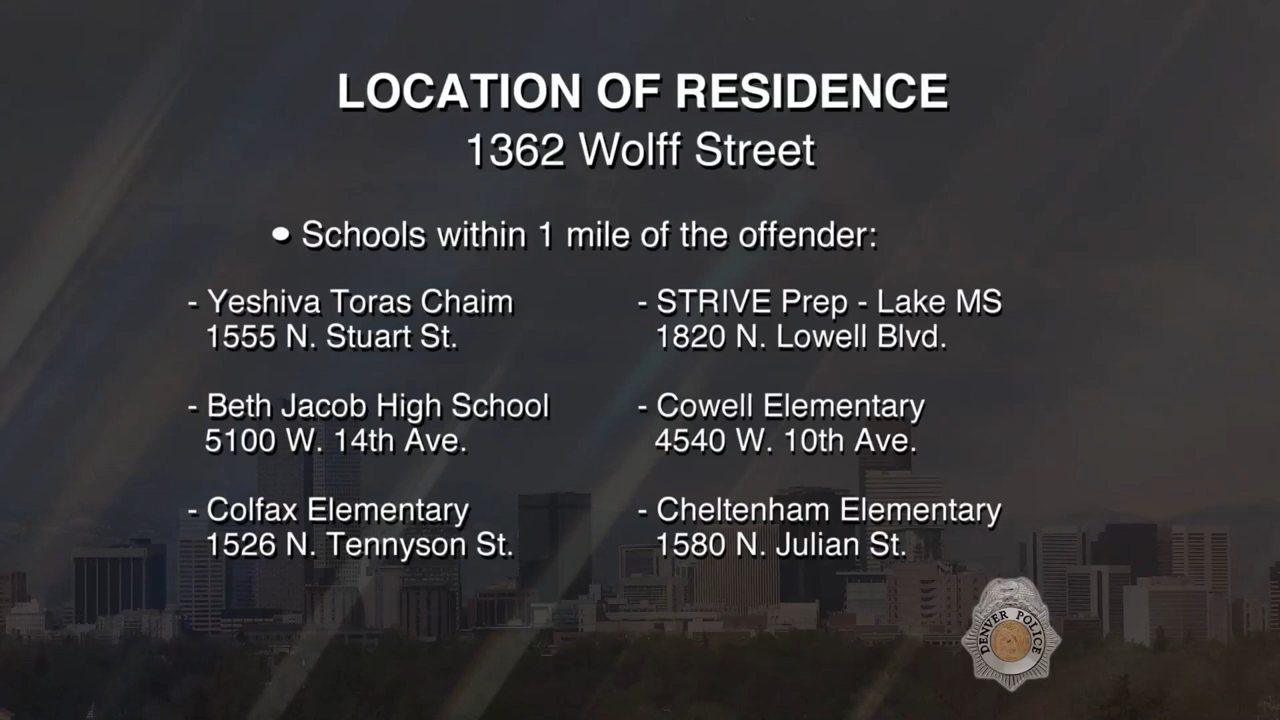 LOCATION OF RESIDENCE
1362 Wolff Street
• Schools within 1 mile of the offender:
- Yeshiva Toras Chaim
1555 N. Stuart St.
- Beth Jacob High School
5100 W. 14th Ave.
- Colfax Elementary
1526 N. Tennyson St.
- STRIVE Prep - Lake MS
1820 N. Lowell Blvd.
- Cowell Elementary
4540 W. 10th Ave.
- Cheltenham Elementary
1580 N. Julian St.
DENVER POLICE